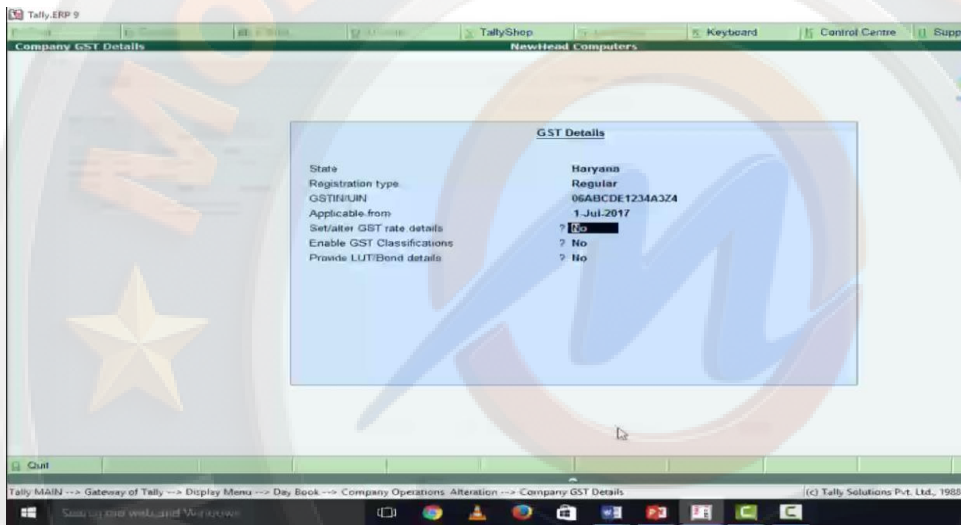 Tally.ERP 9
TallyShop
Keyboard
Control Centre
Supp
Company GST Details
NewHead Computers
GST Details
State Haryana
Registration type Regular
GSTIN/UIN 06ABCDE1234A3Z4
Applicable from 1-Jul-2017
Set/alter GST rate details ? No
Enable GST Classifications ? No
Provide LUT/Bond details ? No
Quit
Tally MAIN --> Gateway of Tally --> Display Menu --> Day Book --> Company Operations Alteration --> Company GST Details (c) Tally Solutions Pvt. Ltd., 1988